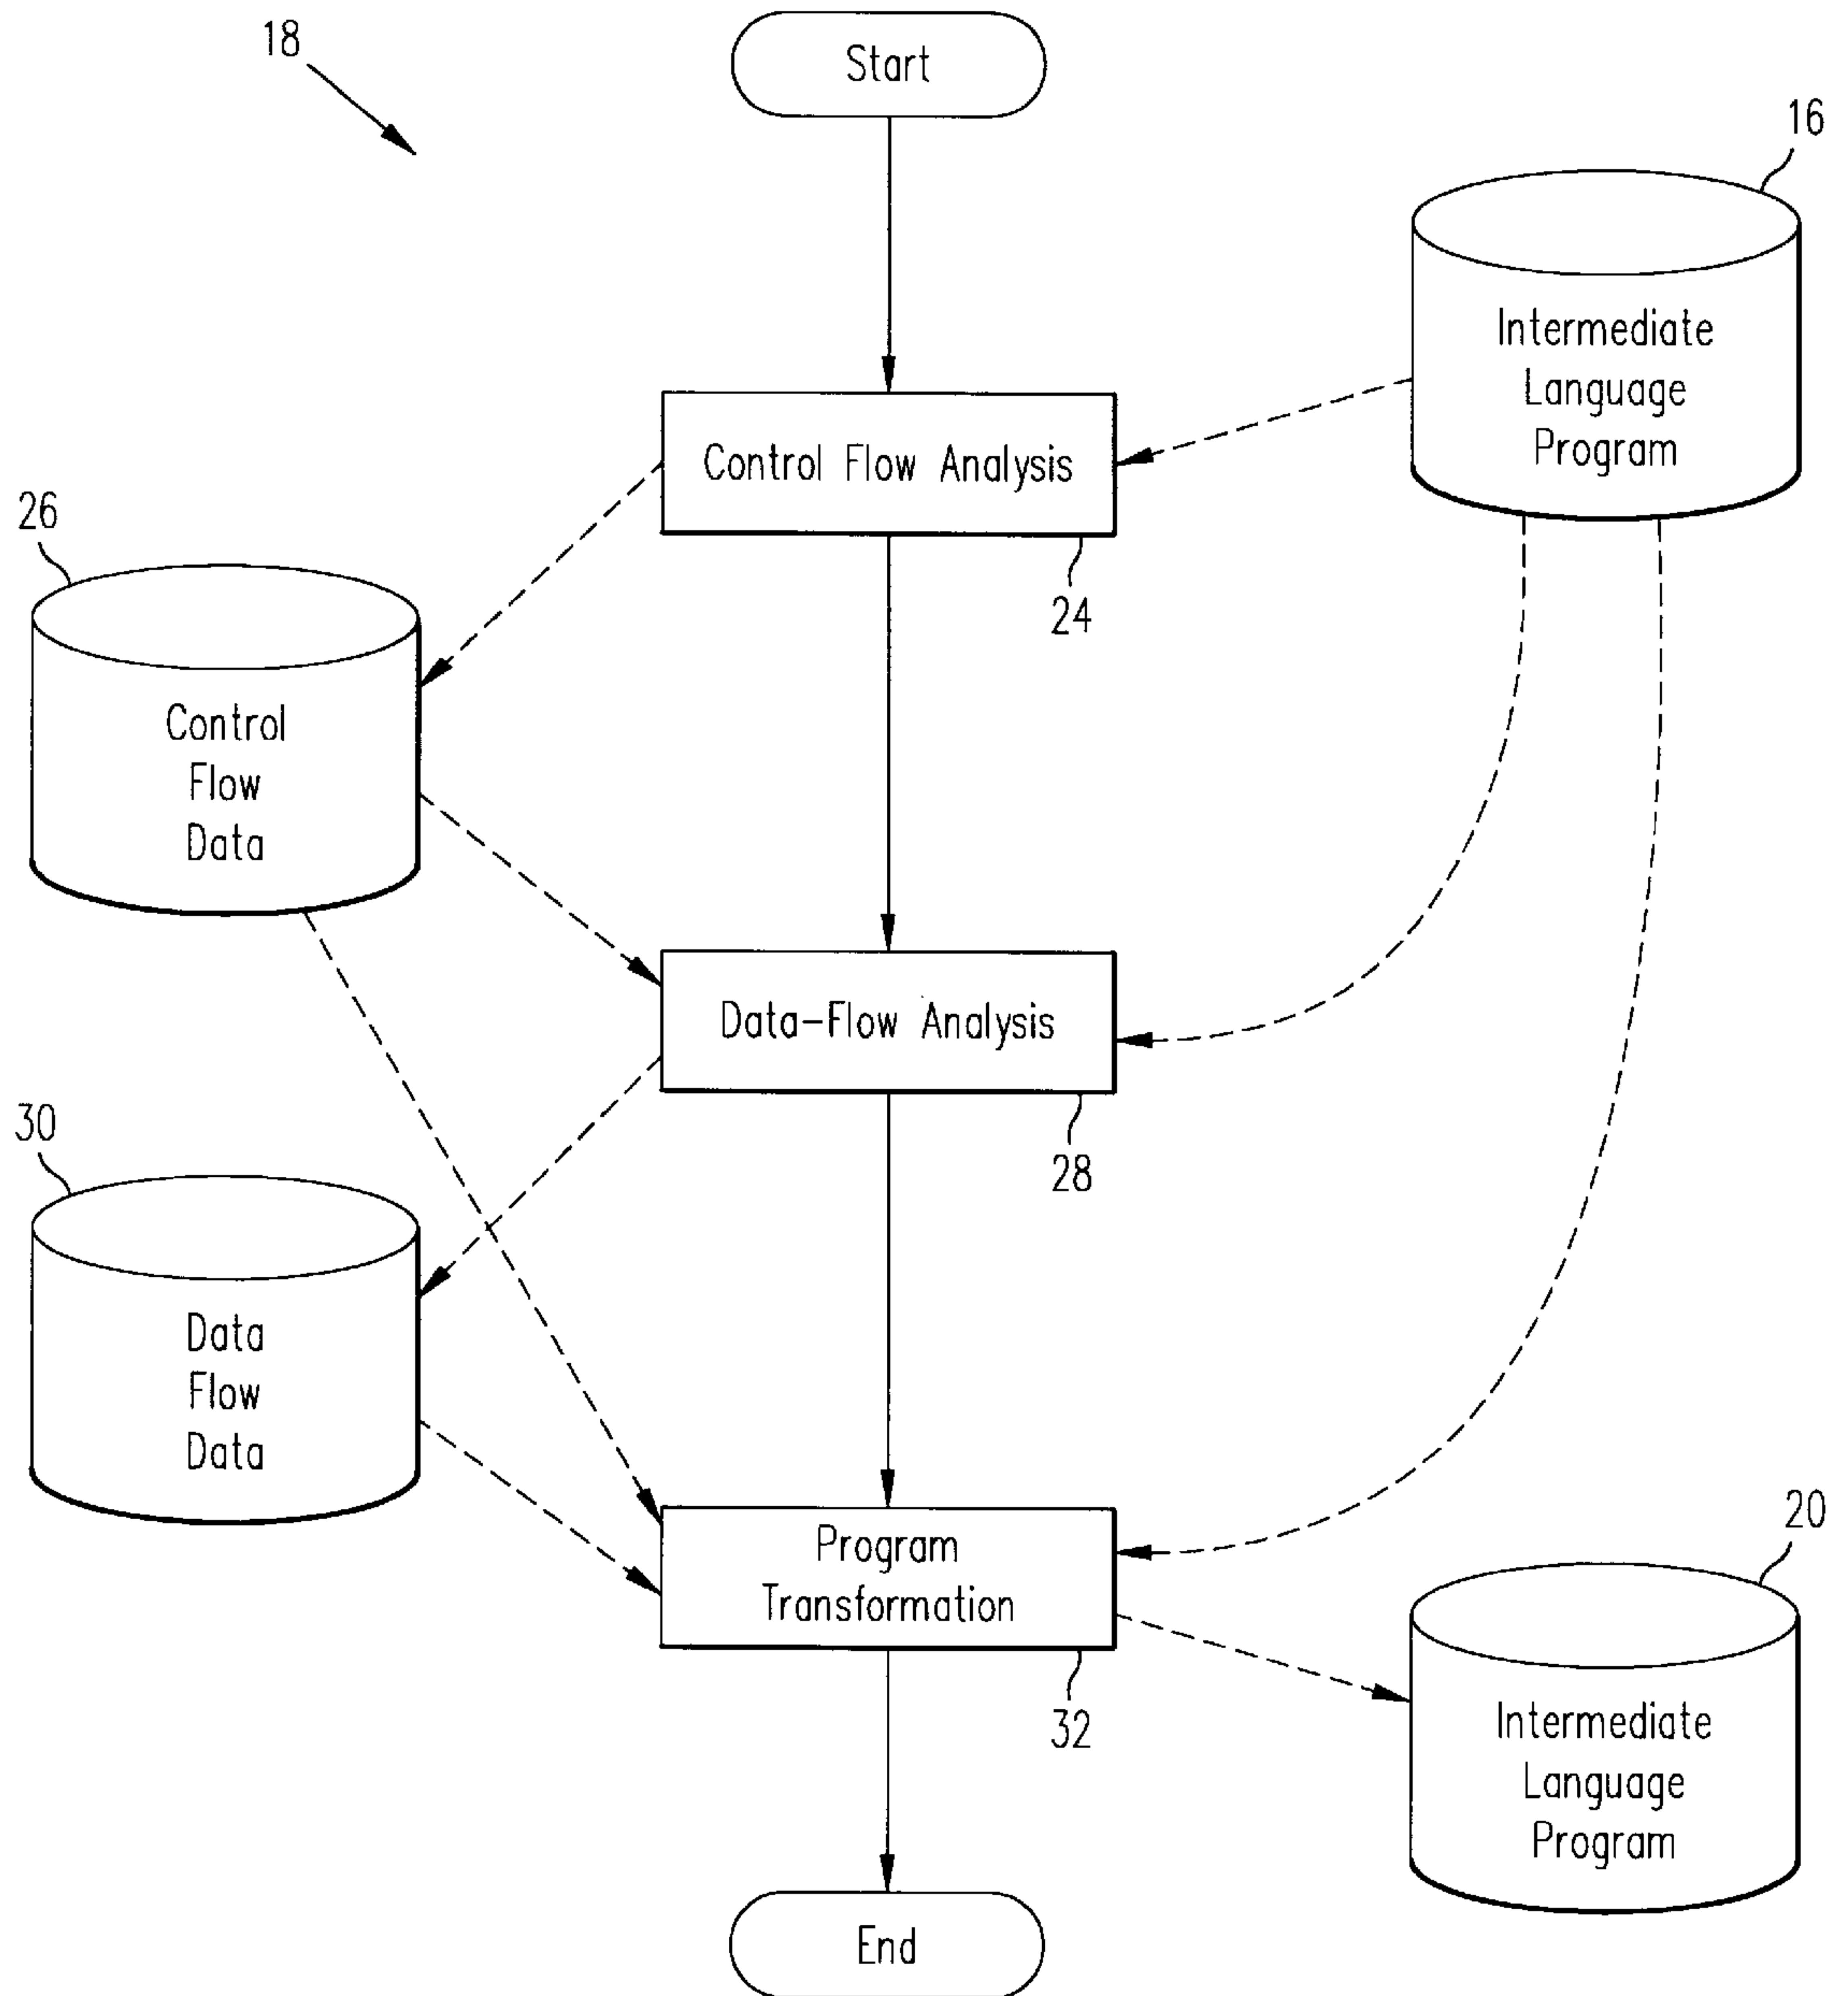 18
Start
16
Intermediate
Language
Program
Control Flow Analysis
24
26
Control
Flow
Data
Data-Flow Analysis
28
30
Data
Flow
Data
Program
Transformation
32
20
Intermediate
Language
Program
End